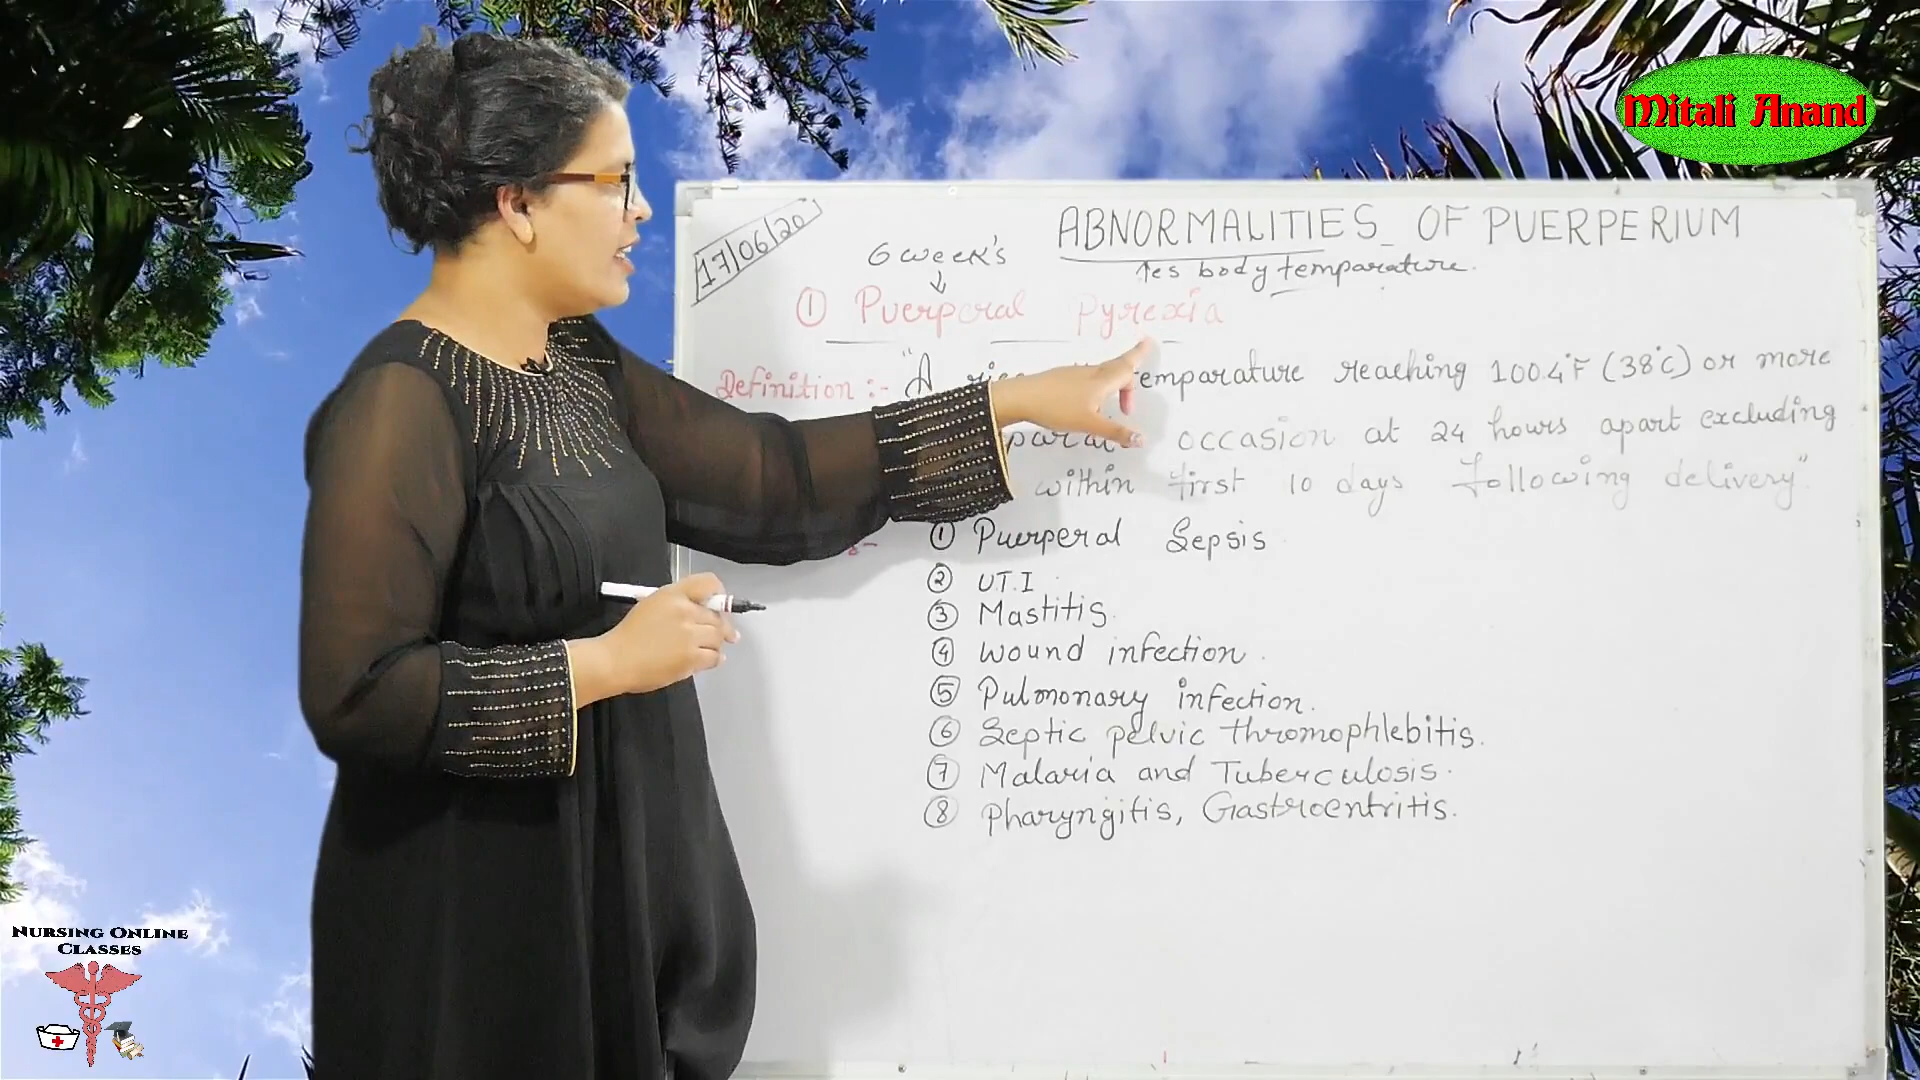 Mitali Anand
17/06/20
ABNORMALITIES OF PUERPERIUM
6 week's
↑es body temparature.
↓
① Puerperal Pyrexia
Definition :- "A temparature reaching 100.4°F (38°c) or more
occasion at 24 hours apart excluding
within first 10 days following delivery"
① Puerperal Sepsis
② U.T.I
③ Mastitis.
④ Wound infection.
⑤ Pulmonary infection.
⑥ Septic pelvic thromophlebitis.
⑦ Malaria and Tuberculosis.
⑧ Pharyngitis, Gastroentritis.
NURSING ONLINE
CLASSES